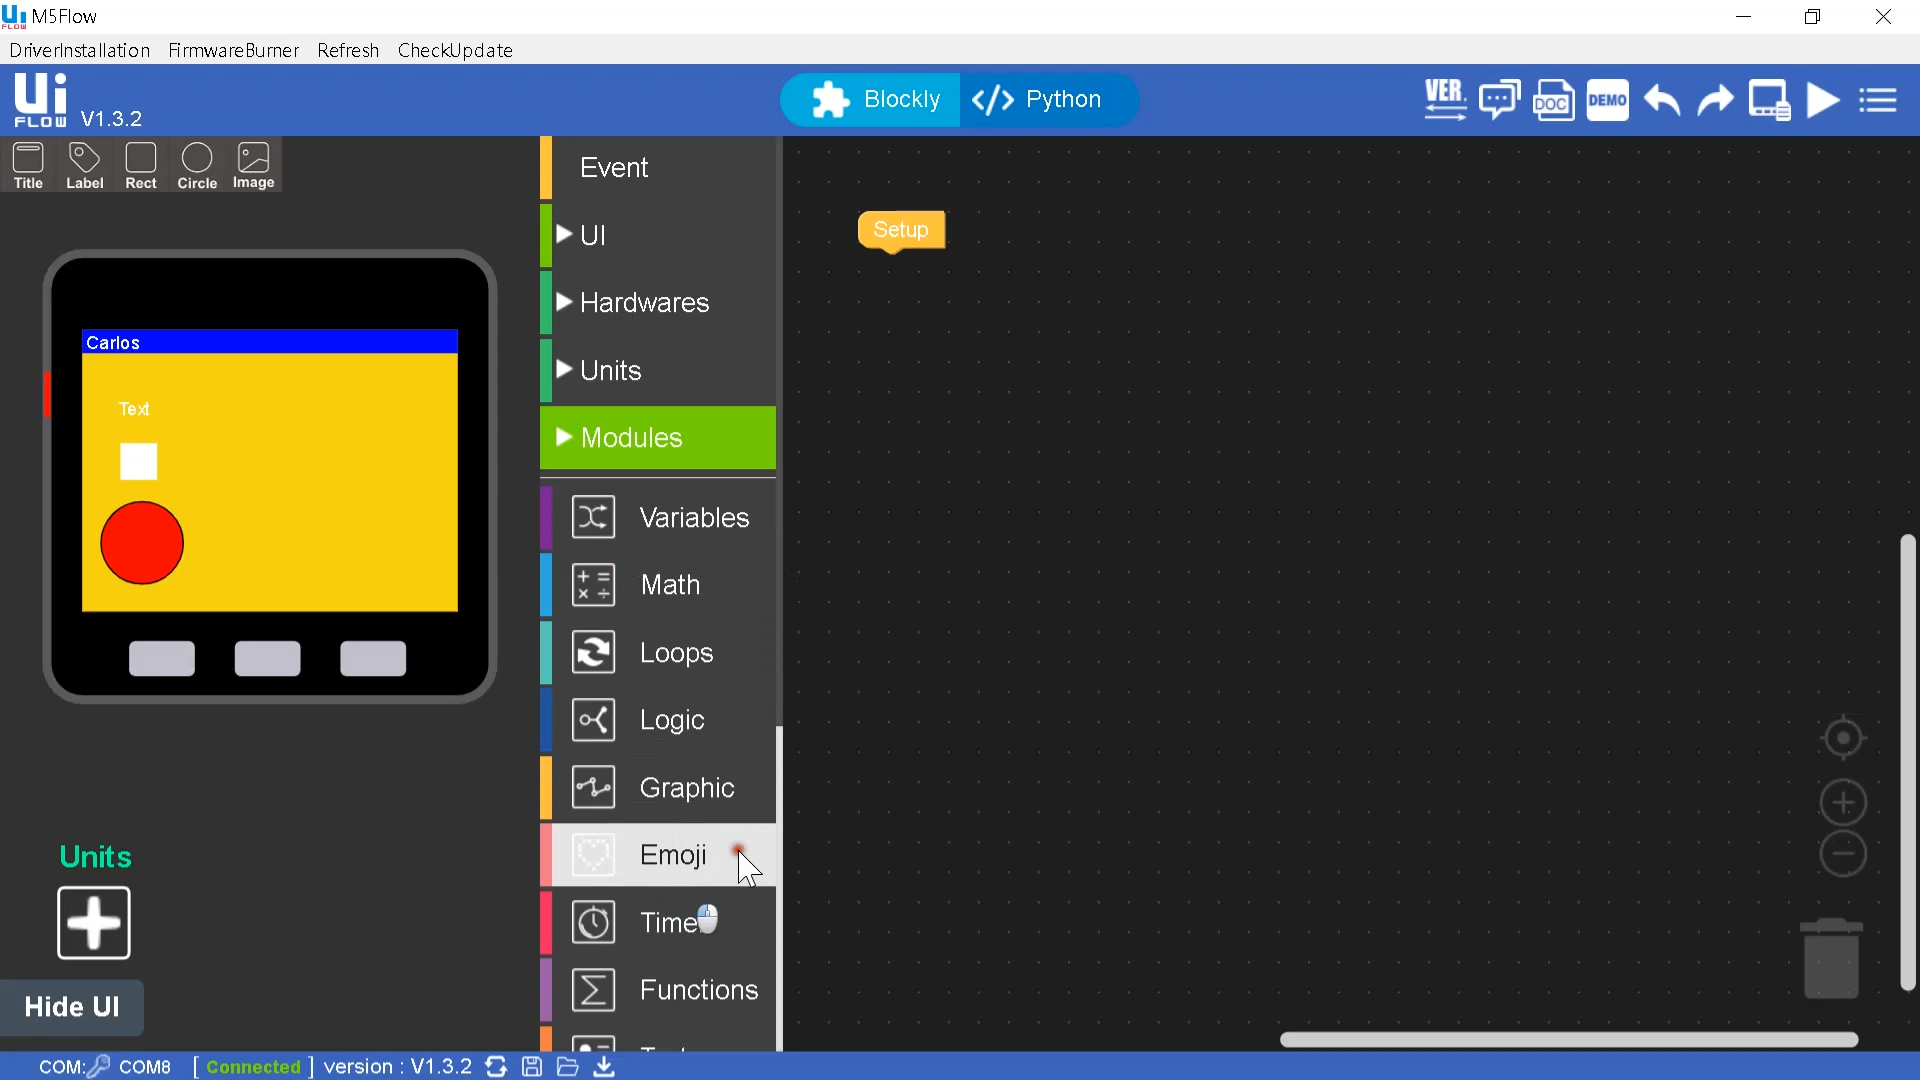 M5Flow
DriverInstallation FirmwareBurner Refresh CheckUpdate
Ui FLOW V1.3.2
Blockly </> Python
VER. DOC DEMO
Title Label Rect Circle Image
Carlos
Text
Units
Hide UI
Event
UI
Hardwares
Units
Modules
Variables
Math
Loops
Logic
Graphic
Emoji
Time
Functions
Setup
COM: COM8 [ Connected ] version : V1.3.2